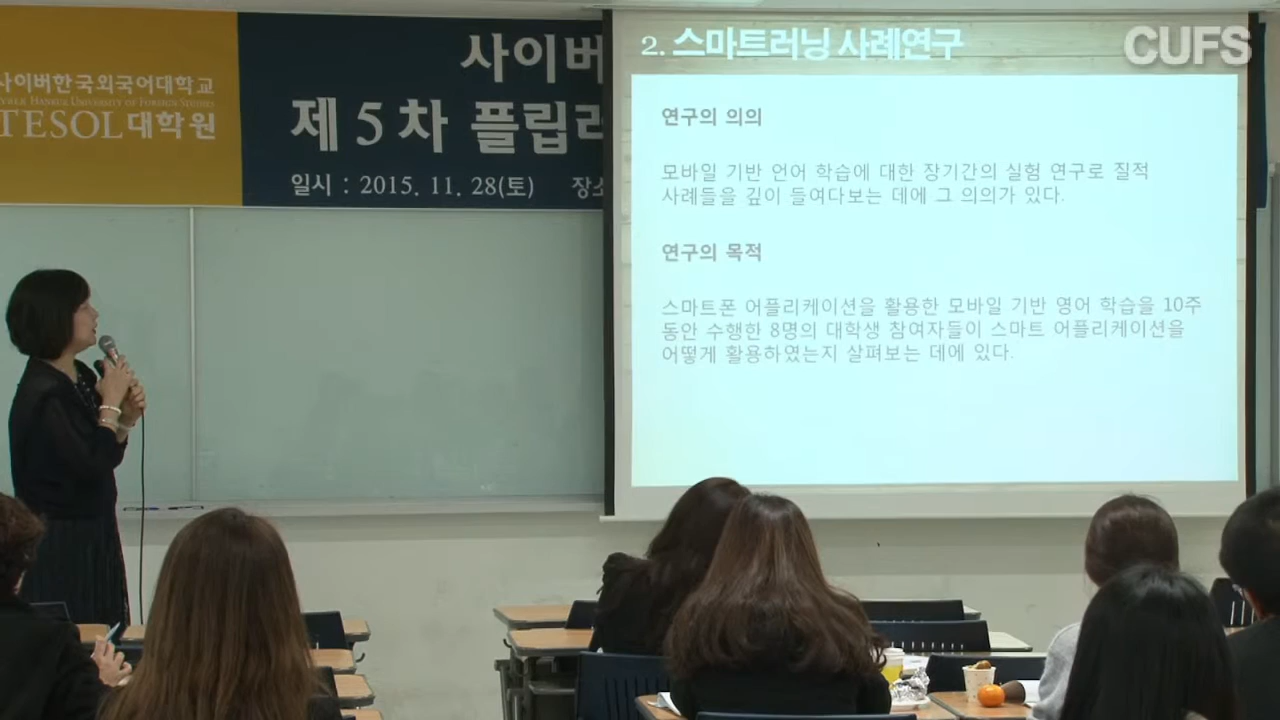 사이버한국외국어대학교
CYBER HANKUK UNIVERSITY OF FOREIGN STUDIES
TESOL대학원
사이버
제5차 플립러
일시 : 2015. 11. 28(토) 장소
2. 스마트러닝 사례연구
CUFS
연구의 의의
모바일 기반 언어 학습에 대한 장기간의 실험 연구로 질적
사례들을 깊이 들여다보는 데에 그 의의가 있다.
연구의 목적
스마트폰 어플리케이션을 활용한 모바일 기반 영어 학습을 10주
동안 수행한 8명의 대학생 참여자들이 스마트 어플리케이션을
어떻게 활용하였는지 살펴보는 데에 있다.